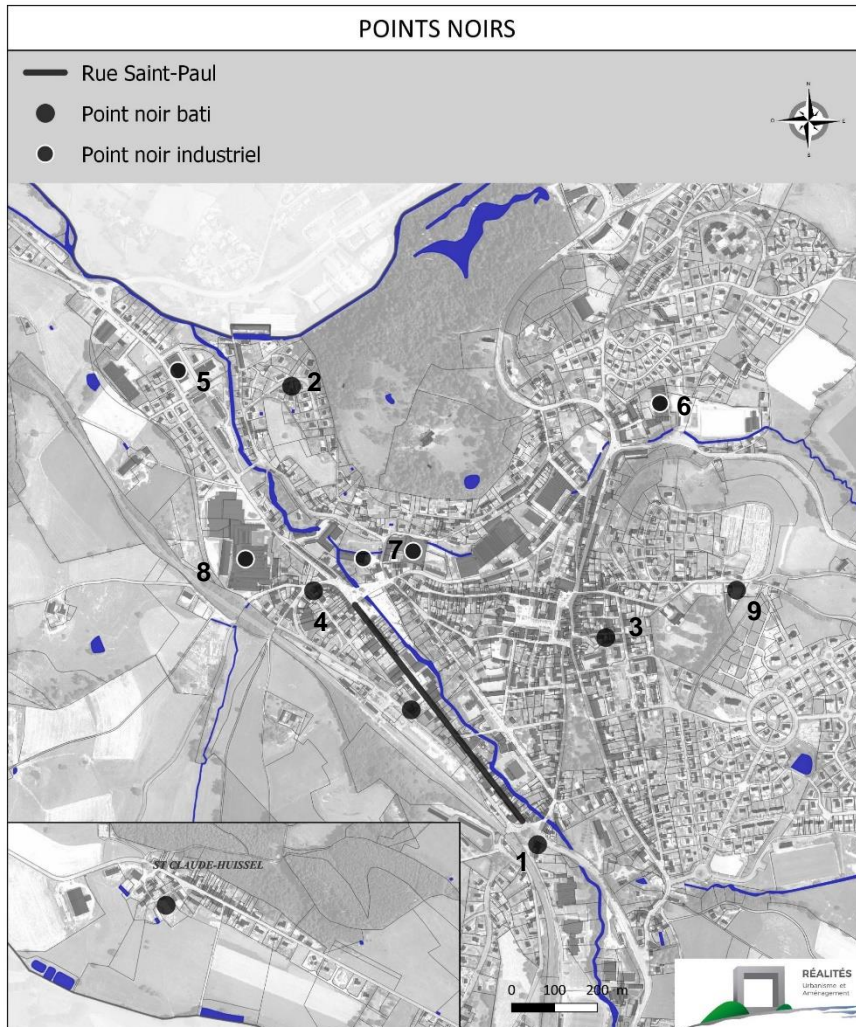 POINTS NOIRS
Rue Saint-Paul
Point noir bati
Point noir industriel
N
O
E
S
5
2
6
7
8
4
3
9
1
ST CLAUDE-HUISSEL
0 100 200 m
RÉALITÉS
Urbanisme et
Aménagement